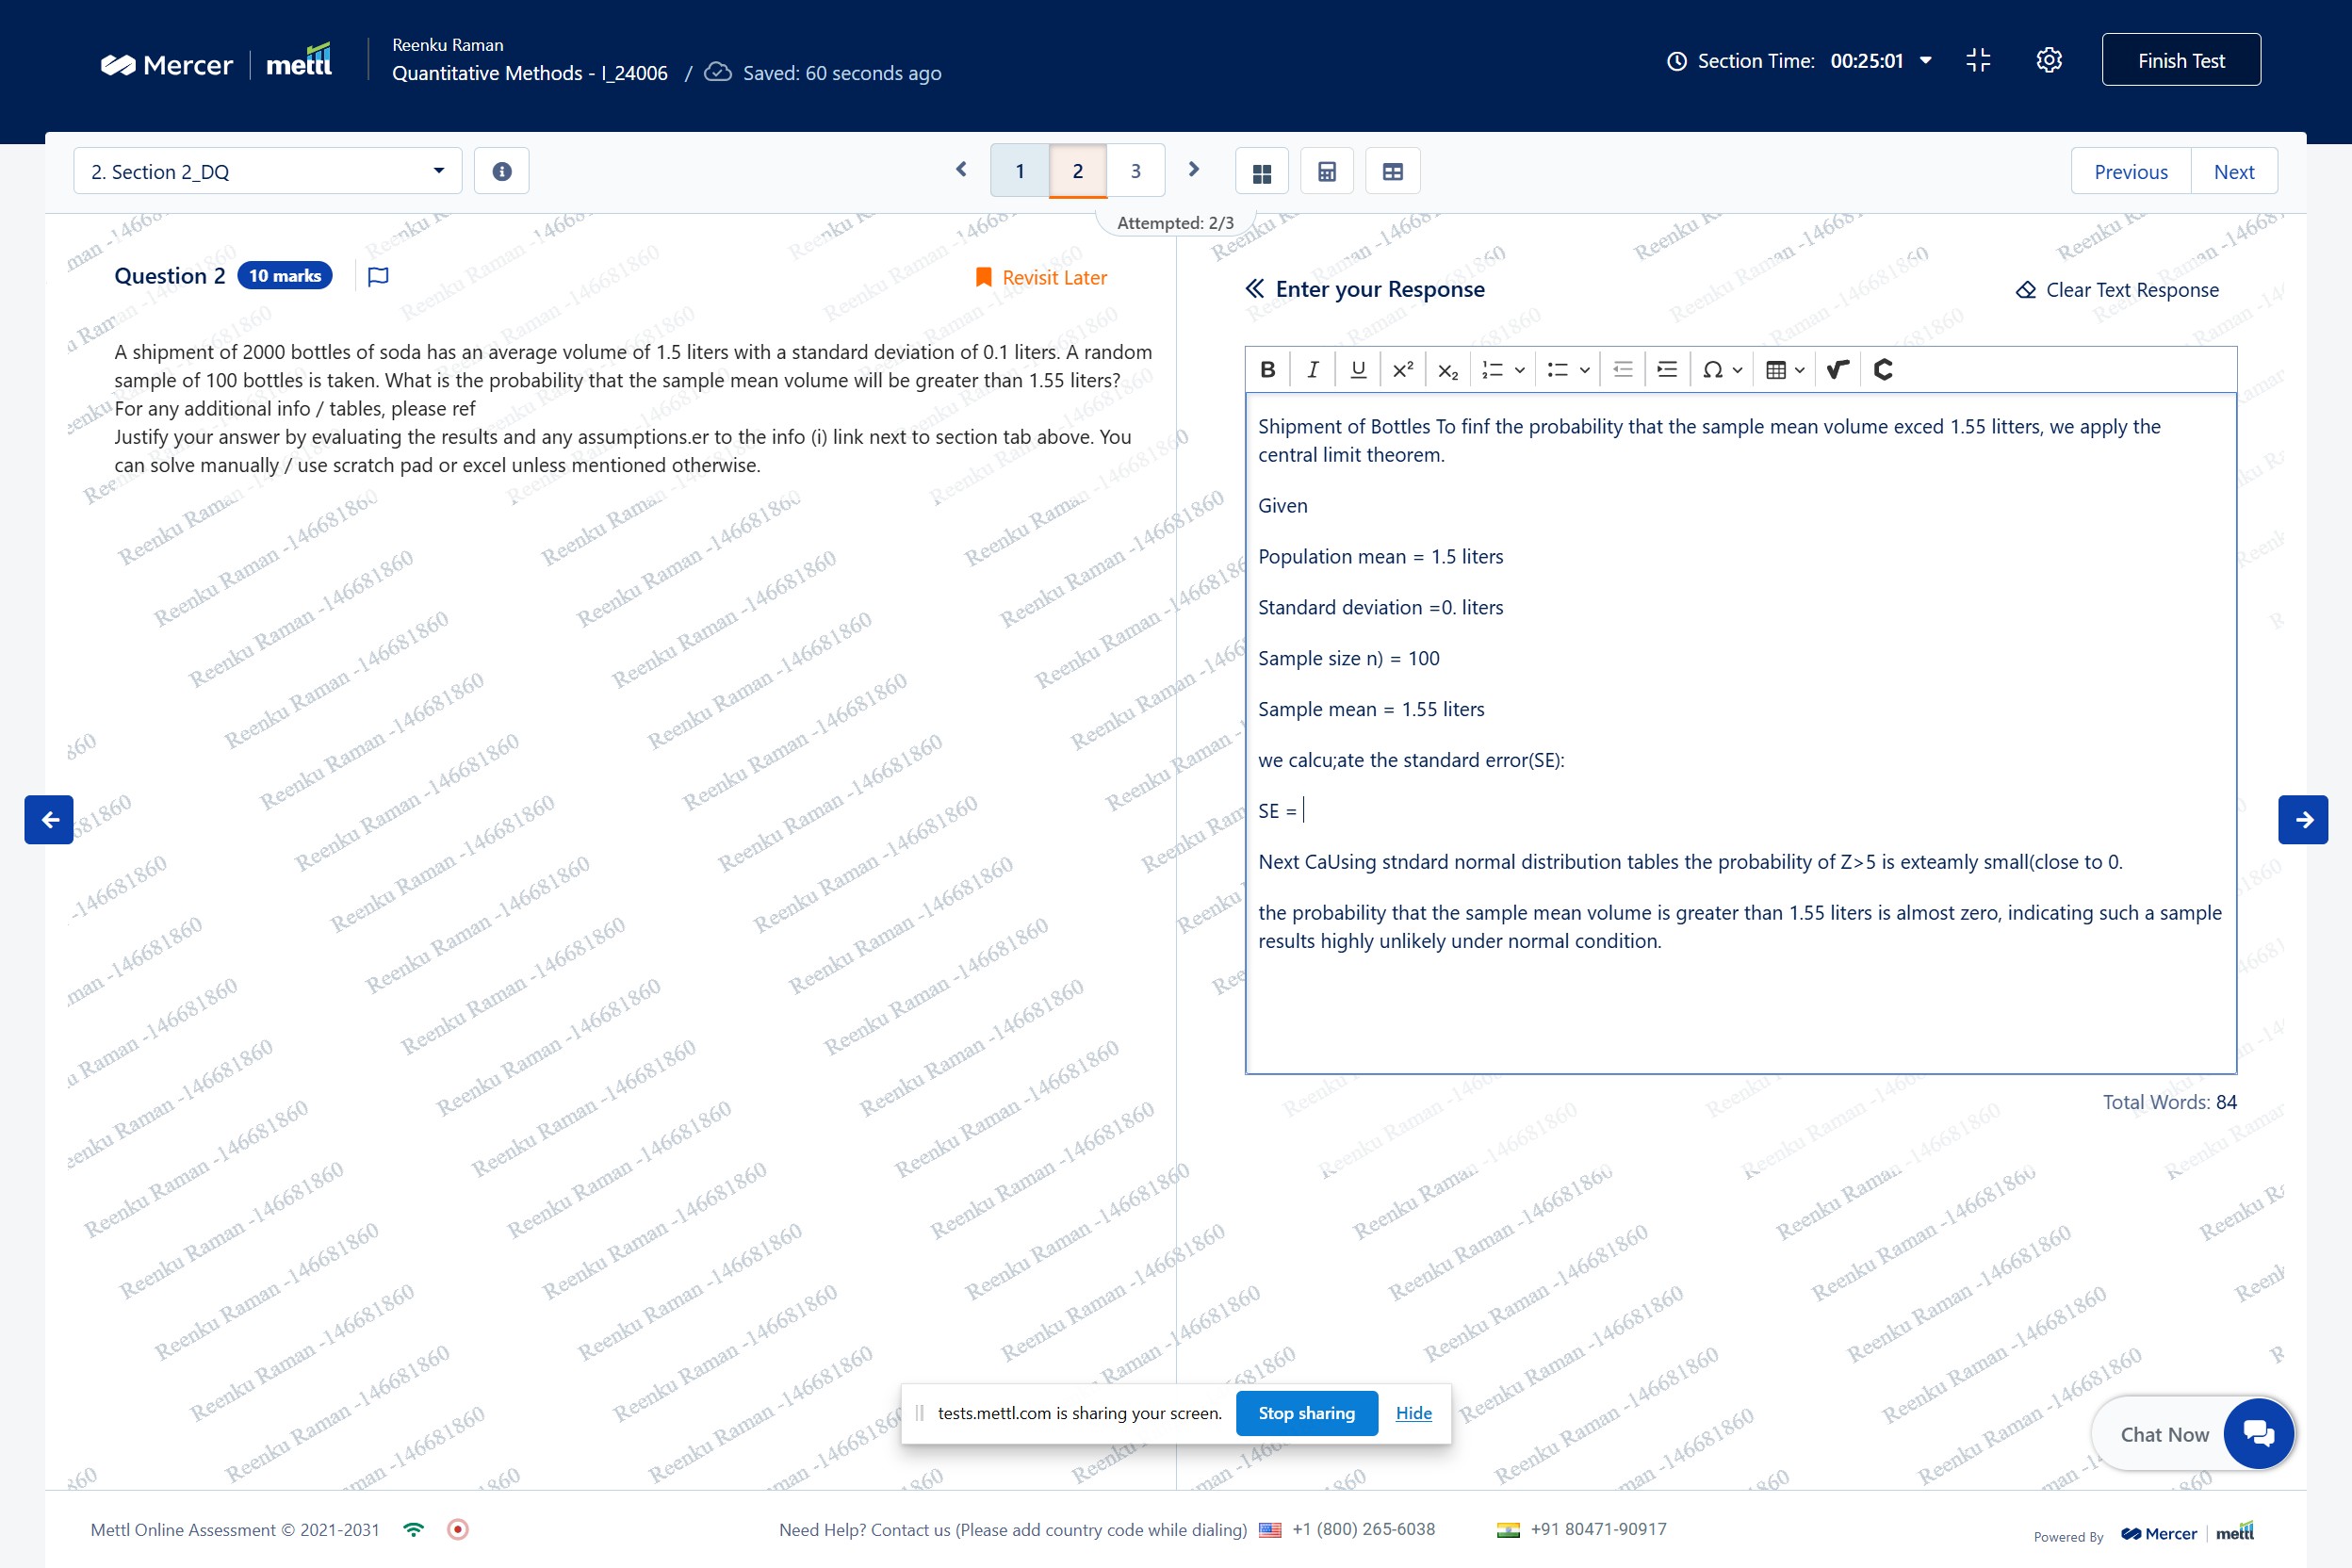 Mercer | mettl
Reenku Raman
Quantitative Methods - I_24006 / Saved: 60 seconds ago
Section Time: 00:25:01
Finish Test
2. Section 2_DQ
1 2 3
Previous Next
Attempted: 2/3
Question 2 10 marks
Revisit Later
A shipment of 2000 bottles of soda has an average volume of 1.5 liters with a standard deviation of 0.1 liters. A random
sample of 100 bottles is taken. What is the probability that the sample mean volume will be greater than 1.55 liters?
For any additional info / tables, please ref
Justify your answer by evaluating the results and any assumptions.er to the info (i) link next to section tab above. You
can solve manually / use scratch pad or excel unless mentioned otherwise.
Enter your Response
Clear Text Response
B I U x² x₂
Shipment of Bottles To finf the probability that the sample mean volume exced 1.55 litters, we apply the
central limit theorem.
Given
Population mean = 1.5 liters
Standard deviation =0. liters
Sample size n) = 100
Sample mean = 1.55 liters
we calcu;ate the standard error(SE):
SE =
Next CaUsing stndard normal distribution tables the probability of Z>5 is exteamly small(close to 0.
the probability that the sample mean volume is greater than 1.55 liters is almost zero, indicating such a sample
results highly unlikely under normal condition.
Total Words: 84
Reenku Raman -146681860
tests.mettl.com is sharing your screen. Stop sharing Hide
Chat Now
Mettl Online Assessment © 2021-2031
Need Help? Contact us (Please add country code while dialing) +1 (800) 265-6038 +91 80471-90917
Powered By Mercer | mettl